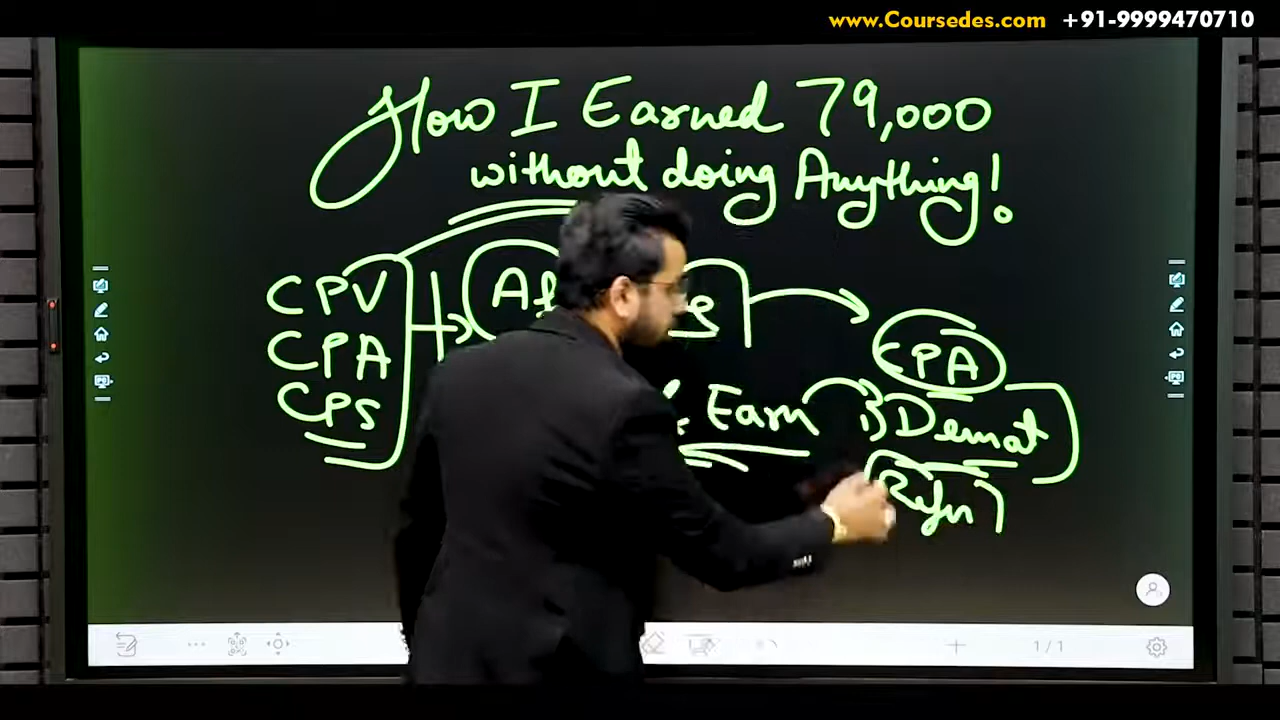 www.Coursedes.com +91-9999470710
How I Earned 79,000
without doing Anything!
CPV
CPA
CPS
CPA
& Earn
1) Demat
Refer
1/1